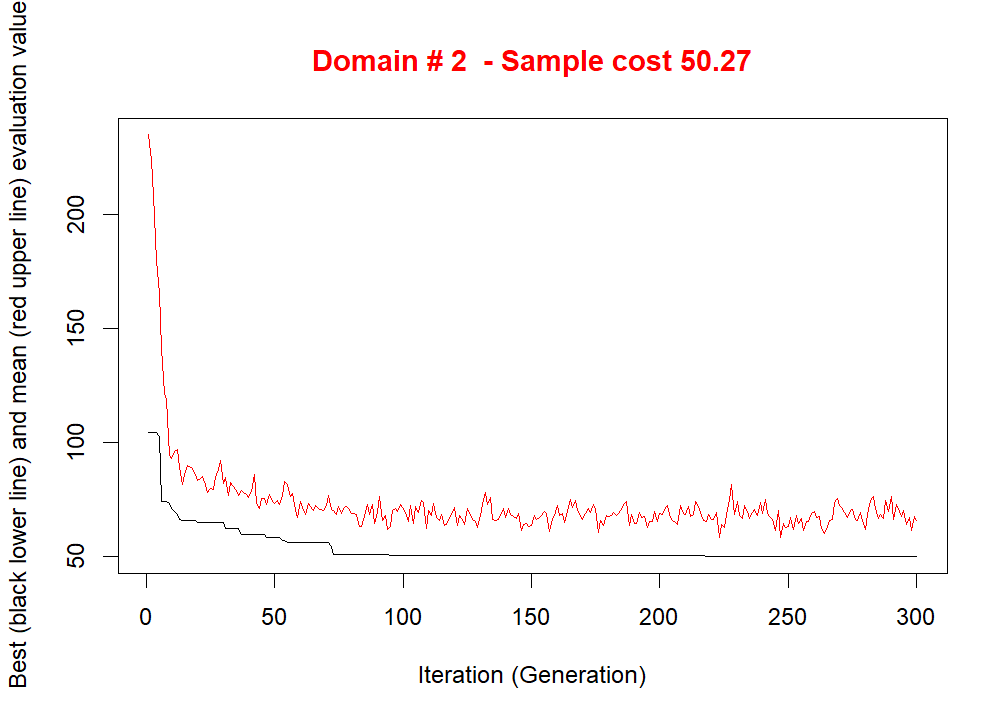 Domain # 2  - Sample cost 50.27
Best (black lower line) and mean (red upper line) evaluation value
200
150
100
50
0 50 100 150 200 250 300
Iteration (Generation)